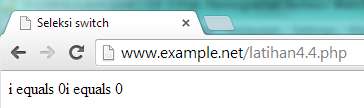 Seleksi switch
www.example.net/latihan4.4.php
i equals 0i equals 0